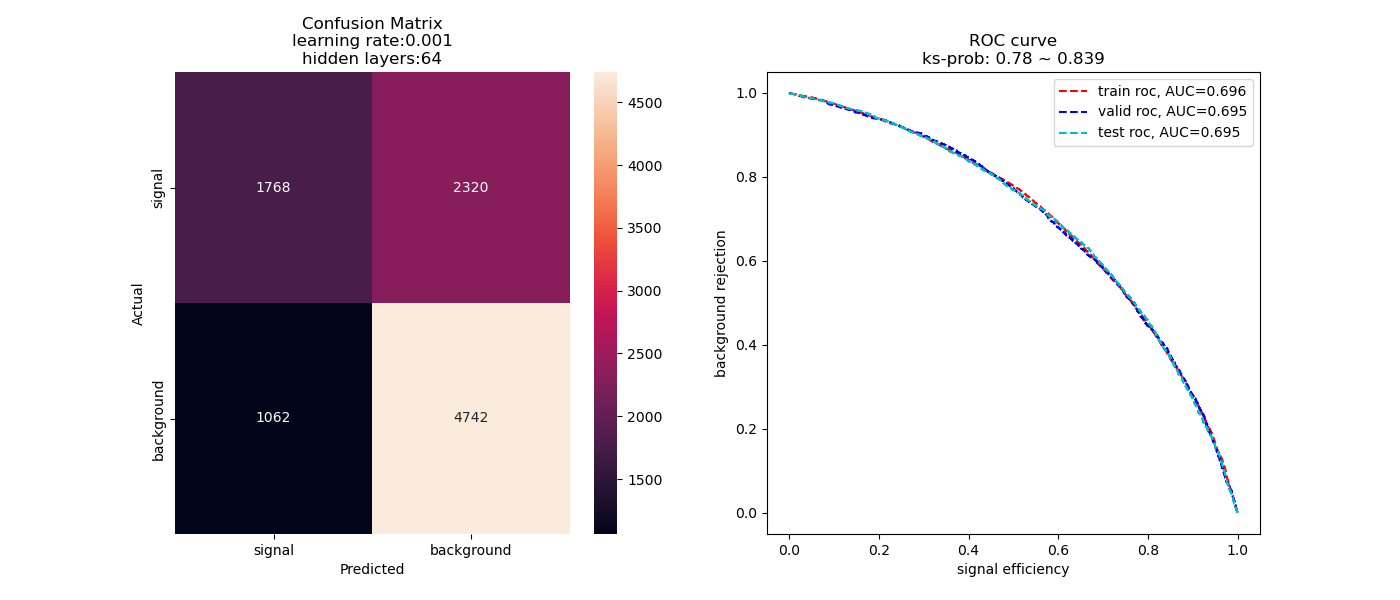 Confusion Matrix
learning rate:0.001
hidden layers:64
signal
background
Actual
1768
2320
1062
4742
signal
background
Predicted
4500
4000
3500
3000
2500
2000
1500
ROC curve
ks-prob: 0.78 ~ 0.839
train roc, AUC=0.696
valid roc, AUC=0.695
test roc, AUC=0.695
background rejection
1.0
0.8
0.6
0.4
0.2
0.0
0.0
0.2
0.4
0.6
0.8
1.0
signal efficiency